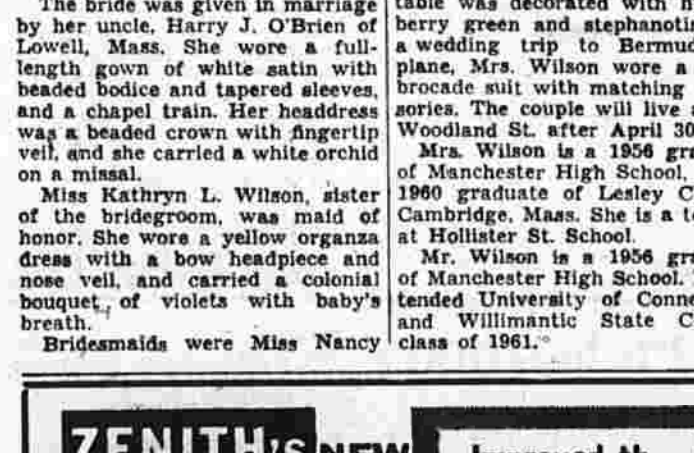 The bride was given in marriage
by her uncle, Harry J. O'Brien of
Lowell, Mass. She wore a full-
length gown of white satin with
beaded bodice and tapered sleeves,
and a chapel train. Her headdress
was a beaded crown with fingertip
veil, and she carried a white orchid
on a missal.
Miss Kathryn L. Wilson, sister
of the bridegroom, was maid of
honor. She wore a yellow organza
dress with a bow headpiece and
nose veil, and carried a colonial
bouquet of violets with baby's
breath.
Bridesmaids were Miss Nancy
table was decorated with
berry green and
a wedding trip to
plane, Mrs. Wilson wore a
brocade suit with matching
sories. The couple will live
Woodland St. after April 30
Mrs. Wilson is a 1956
of Manchester High School,
1960 graduate of Lesley C
Cambridge, Mass. She is a
at Hollister St. School.
Mr. Wilson is a 1956
of Manchester High School.
tended University of
and Willimantic State C
class of 1961.
ZENITH'S NEW